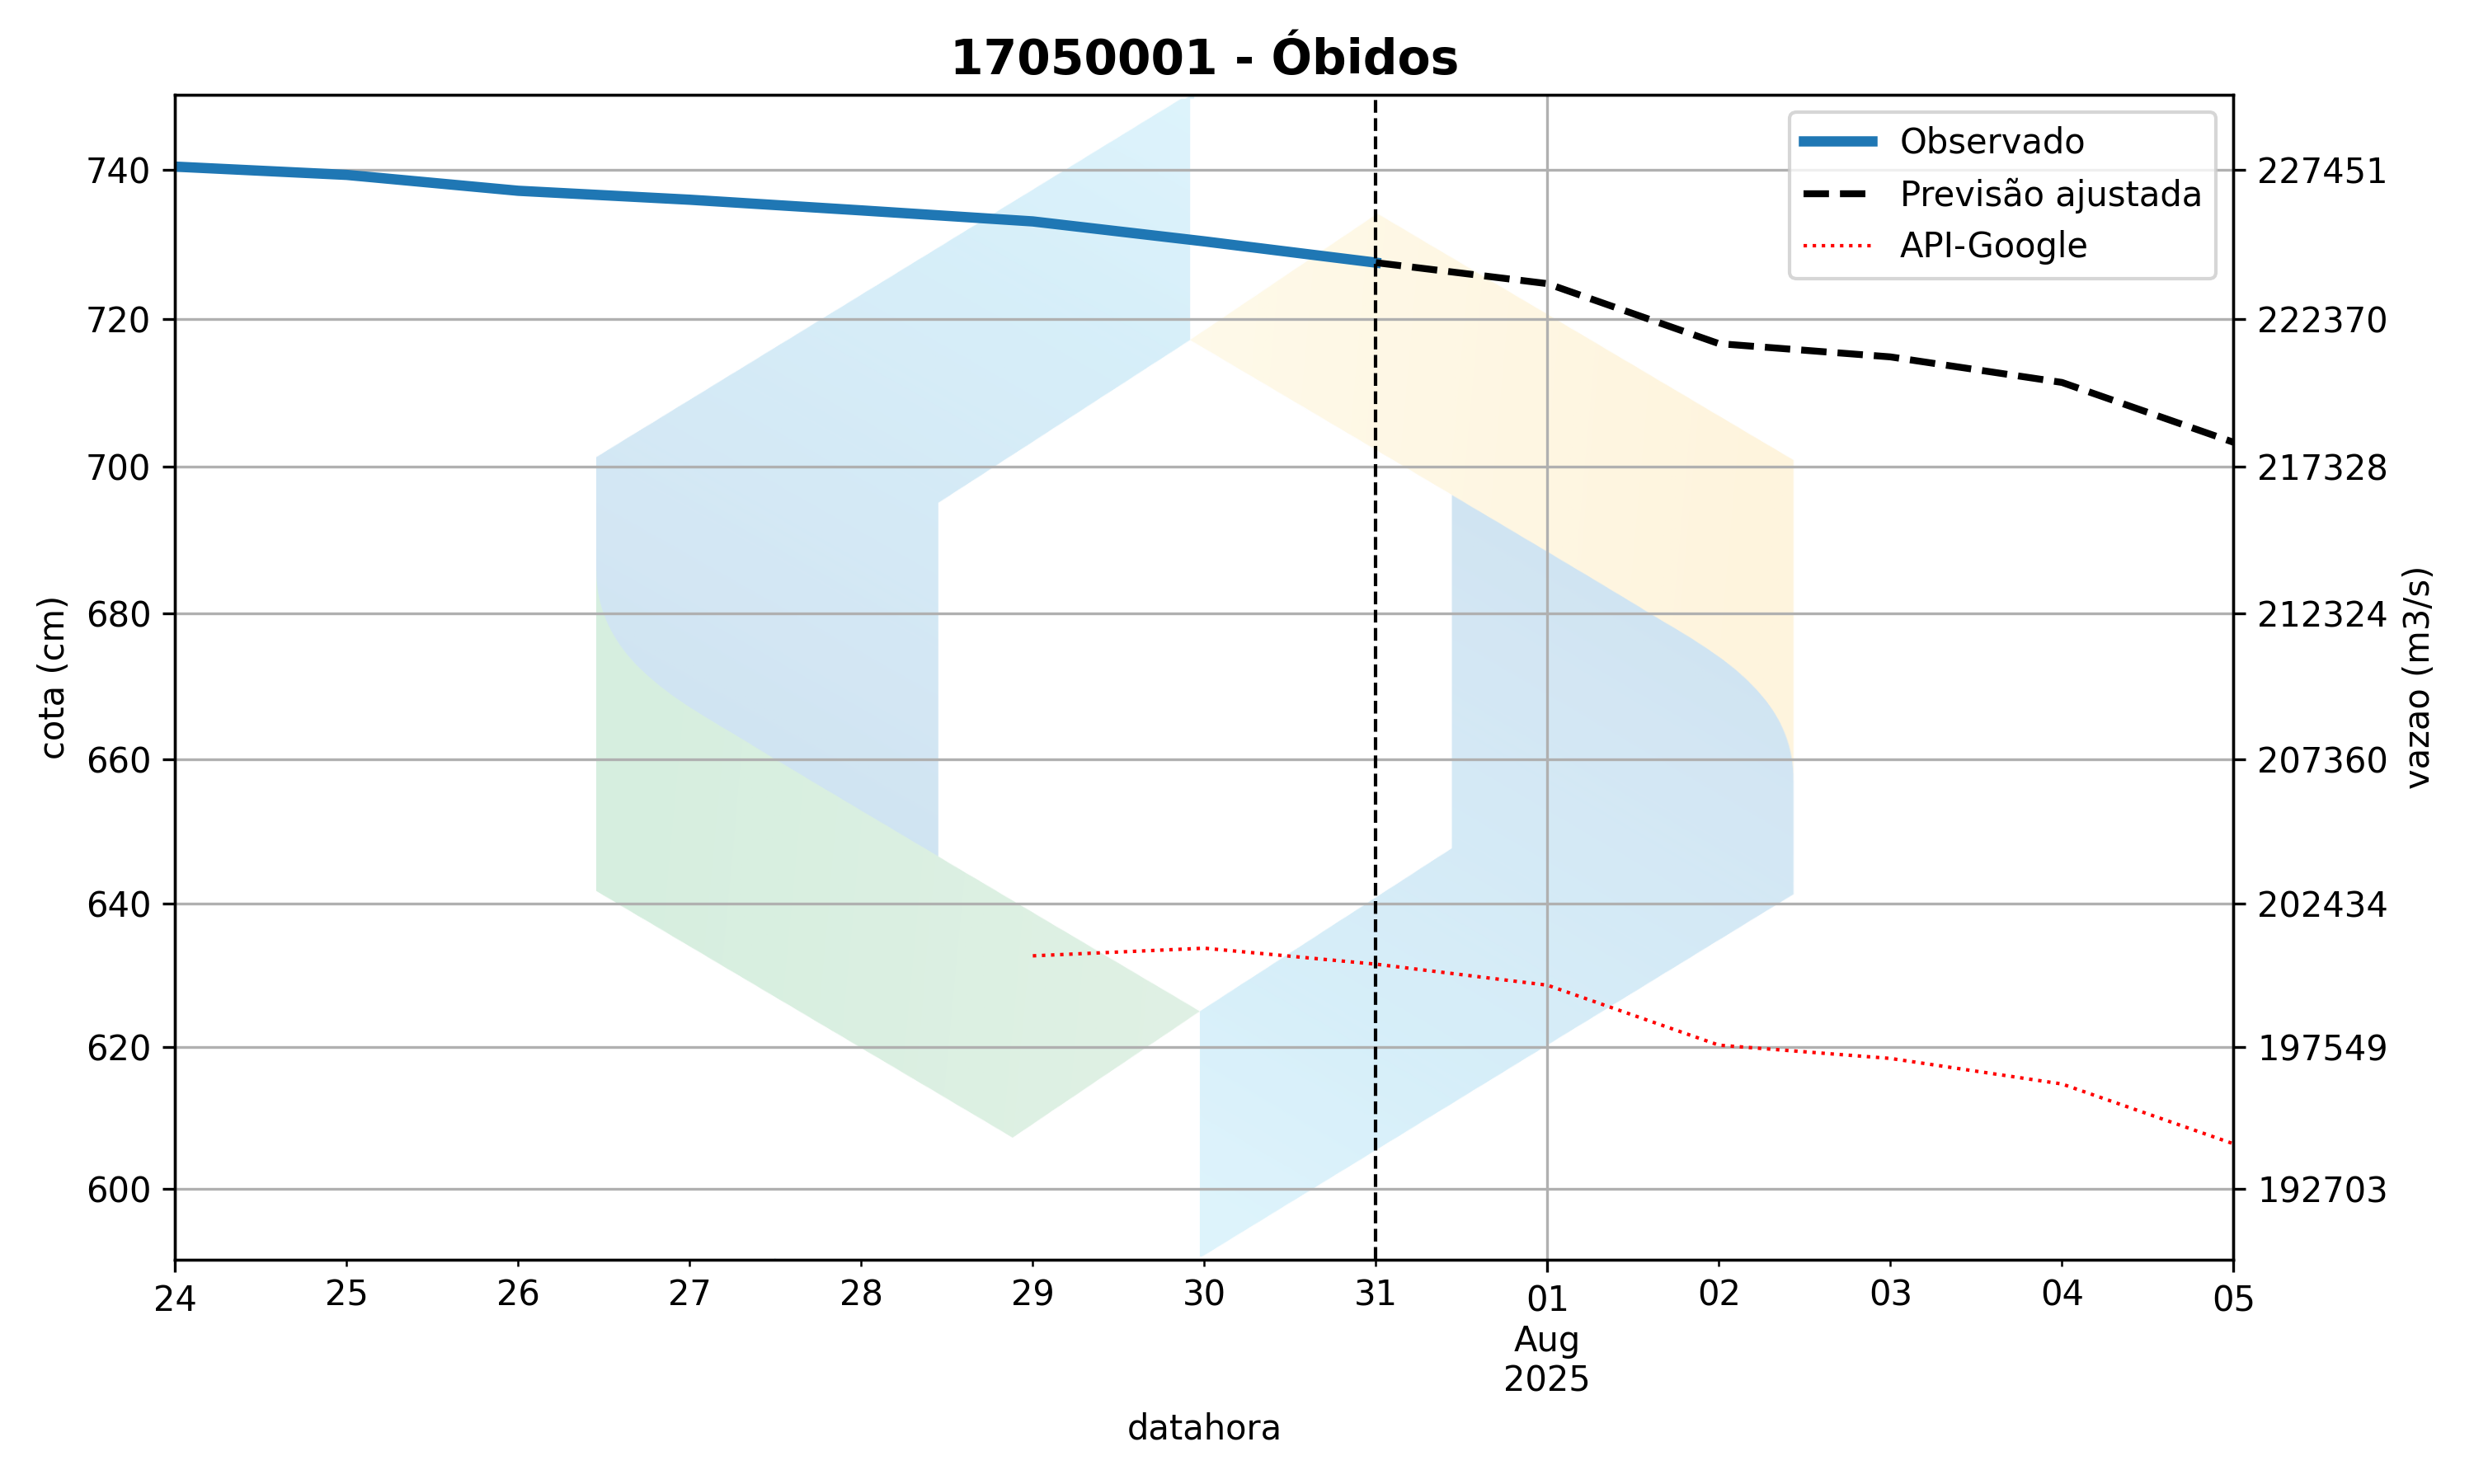 17050001 - Óbidos
Observado
Previsão ajustada
API-Google
cota (cm)
740
720
700
680
660
640
620
600
227451
222370
217328
212324
207360
202434
197549
192703
vazao (m3/s)
24 25 26 27 28 29 30 31 01 02 03 04 05
Aug
2025
datahora